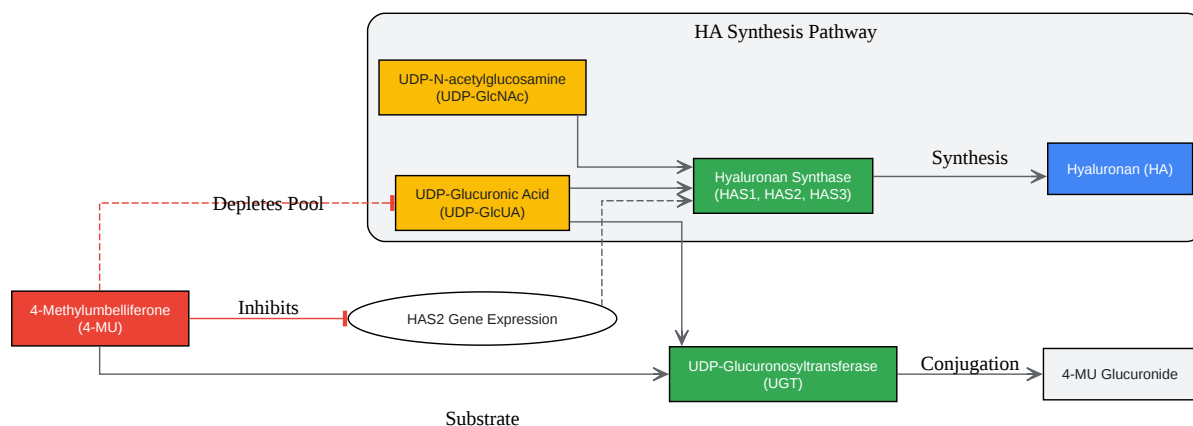 HA Synthesis Pathway
UDP-N-acetylglucosamine
(UDP-GlcNAc)
Synthesis
Hyaluronan Synthase
(HAS1, HAS2, HAS3)
Hyaluronan (HA)
Depletes Pool
UDP-Glucuronic Acid
(UDP-GlcUA)
4-Methylumbelliferone
(4-MU)
Inhibits
HAS2 Gene Expression
UDP-Glucuronosyltransferase
(UGT)
Conjugation
4-MU Glucuronide
Substrate